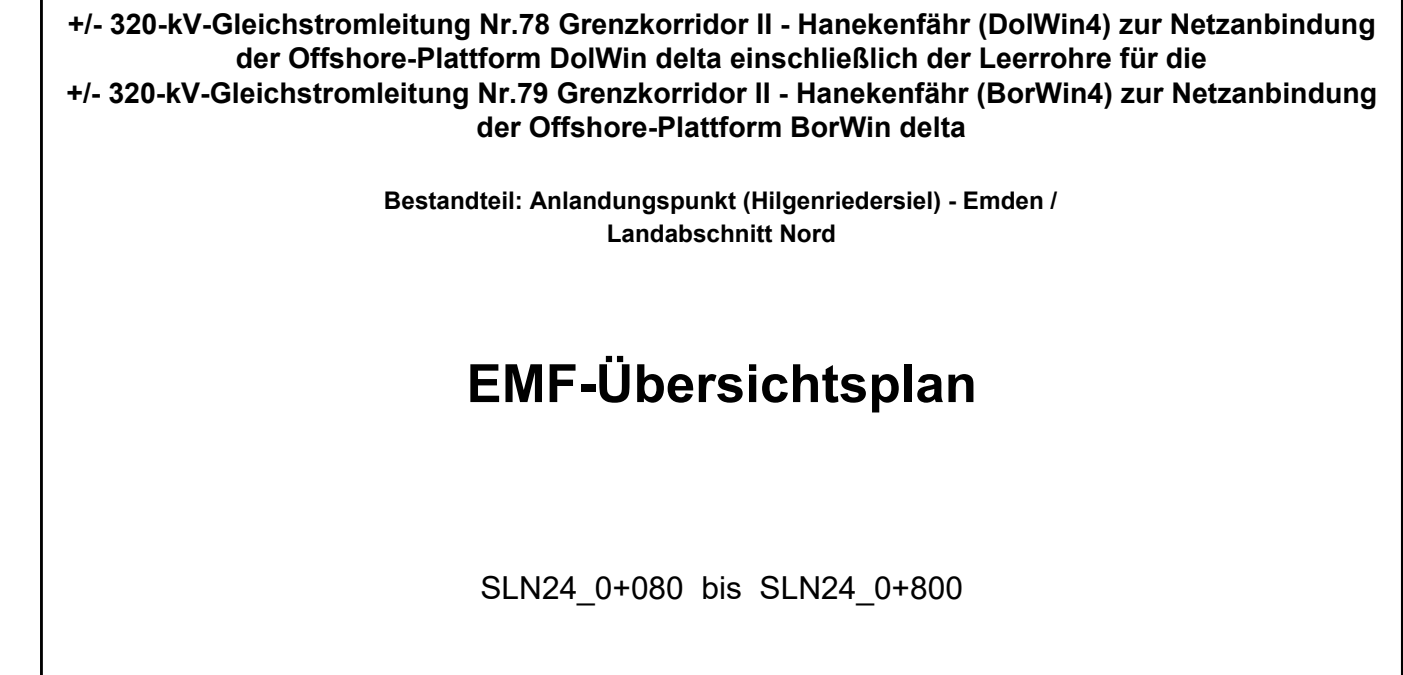 +/- 320-kV-Gleichstromleitung Nr.78 Grenzkorridor II - Hanekenfähr (DolWin4) zur Netzanbindung
der Offshore-Plattform DolWin delta einschließlich der Leerrohre für die
+/- 320-kV-Gleichstromleitung Nr.79 Grenzkorridor II - Hanekenfähr (BorWin4) zur Netzanbindung
der Offshore-Plattform BorWin delta
Bestandteil: Anlandungspunkt (Hilgenriedersiel) - Emden /
Landabschnitt Nord
EMF-Übersichtsplan
SLN24_0+080 bis SLN24_0+800